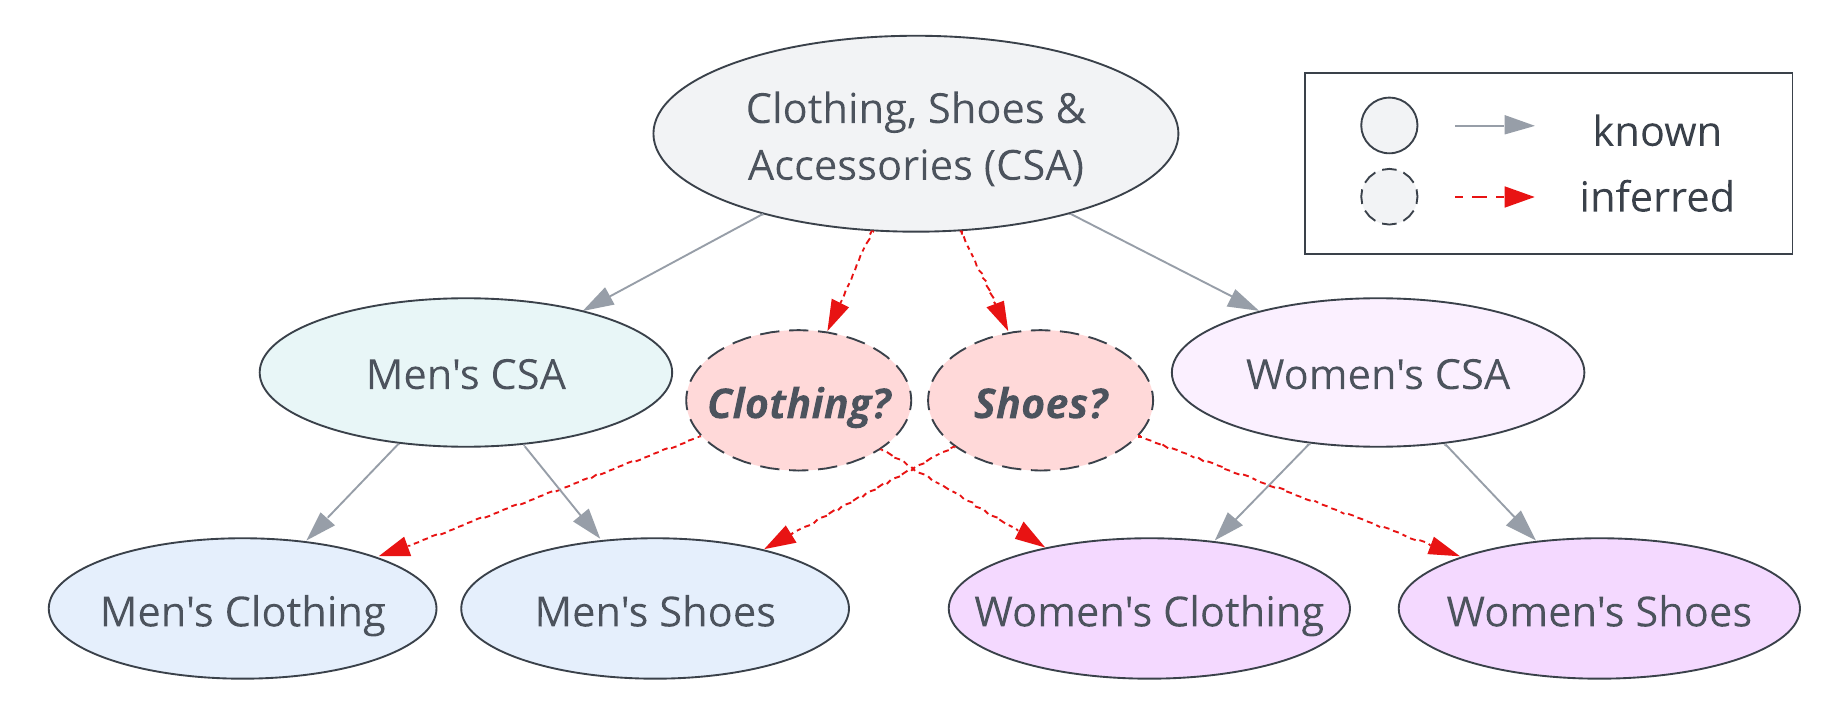 Clothing, Shoes &
Accessories (CSA)
known
inferred
Men's CSA
Clothing?
Shoes?
Women's CSA
Men's Clothing
Men's Shoes
Women's Clothing
Women's Shoes